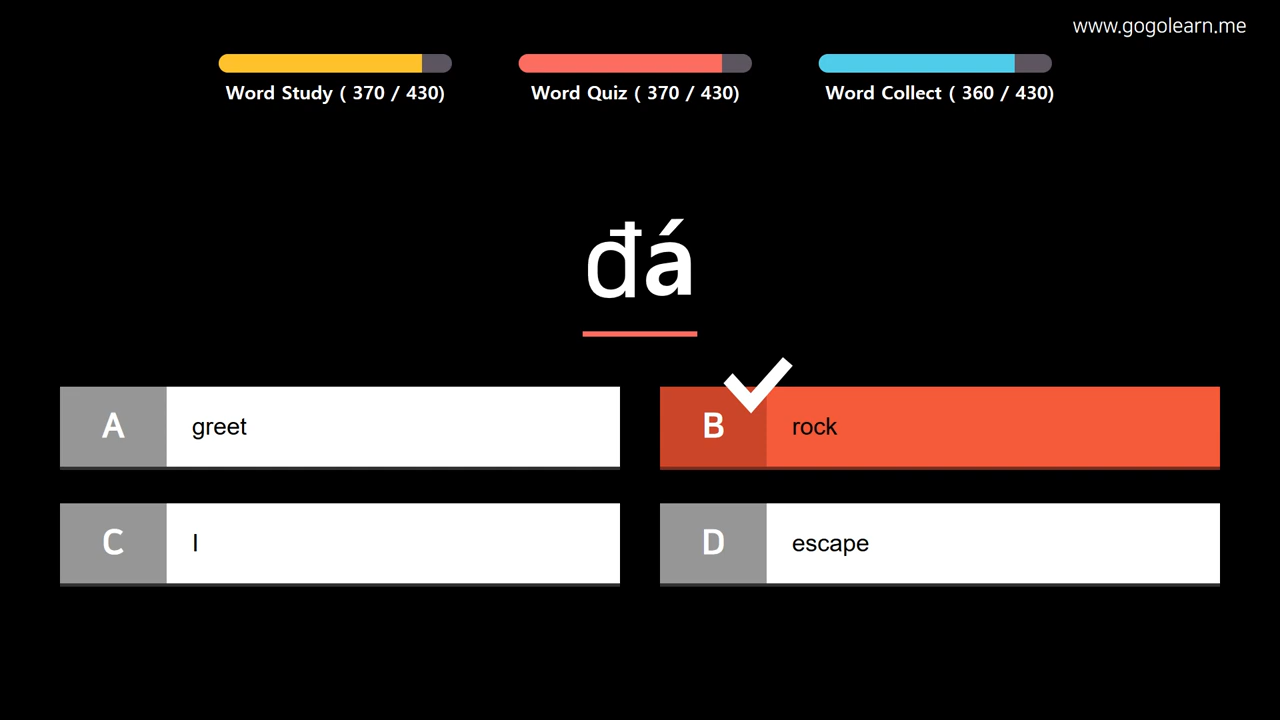 www.gogolearn.me
Word Study ( 370 / 430)
Word Quiz ( 370 / 430)
Word Collect ( 360 / 430)
đá
A greet
B rock
C I
D escape